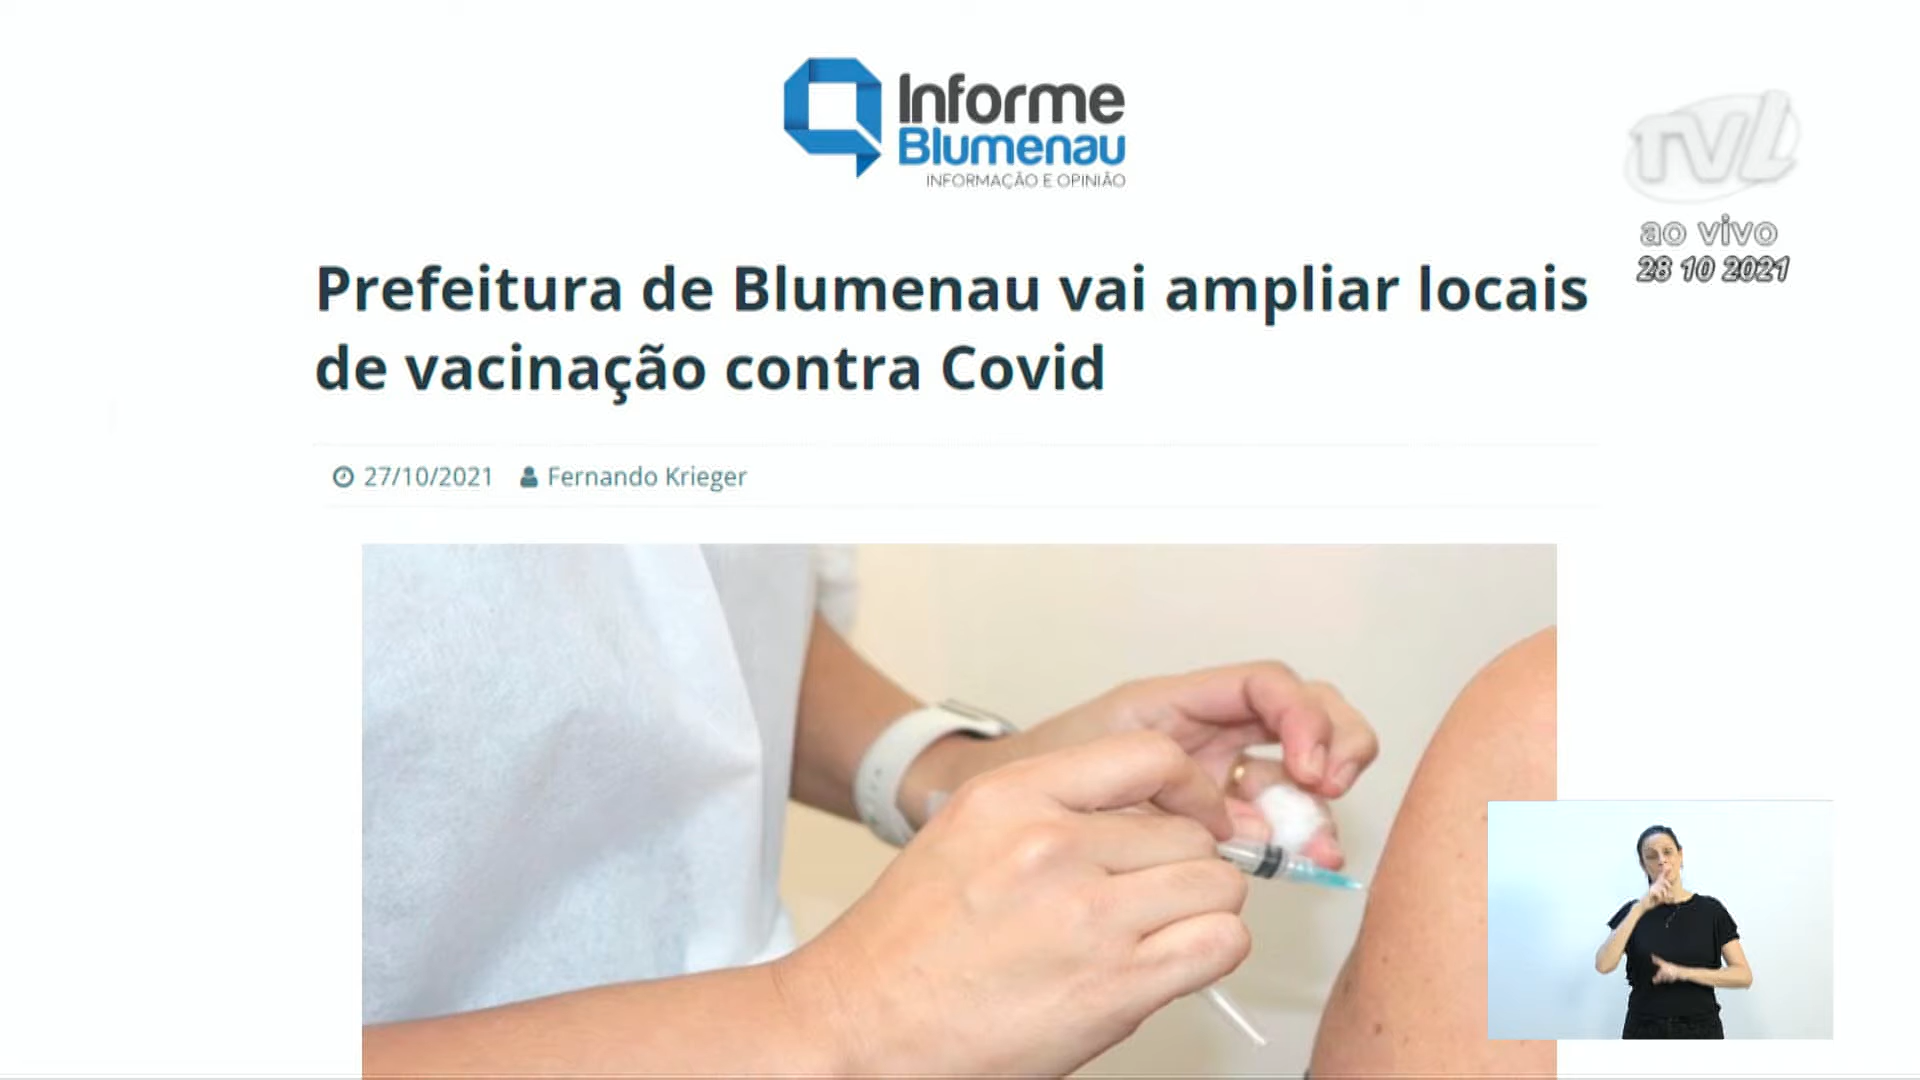 Informe
Blumenau
INFORMAÇÃO E OPINIÃO
TVL
ao vivo
28 10 2021
Prefeitura de Blumenau vai ampliar locais
de vacinação contra Covid
27/10/2021 Fernando Krieger